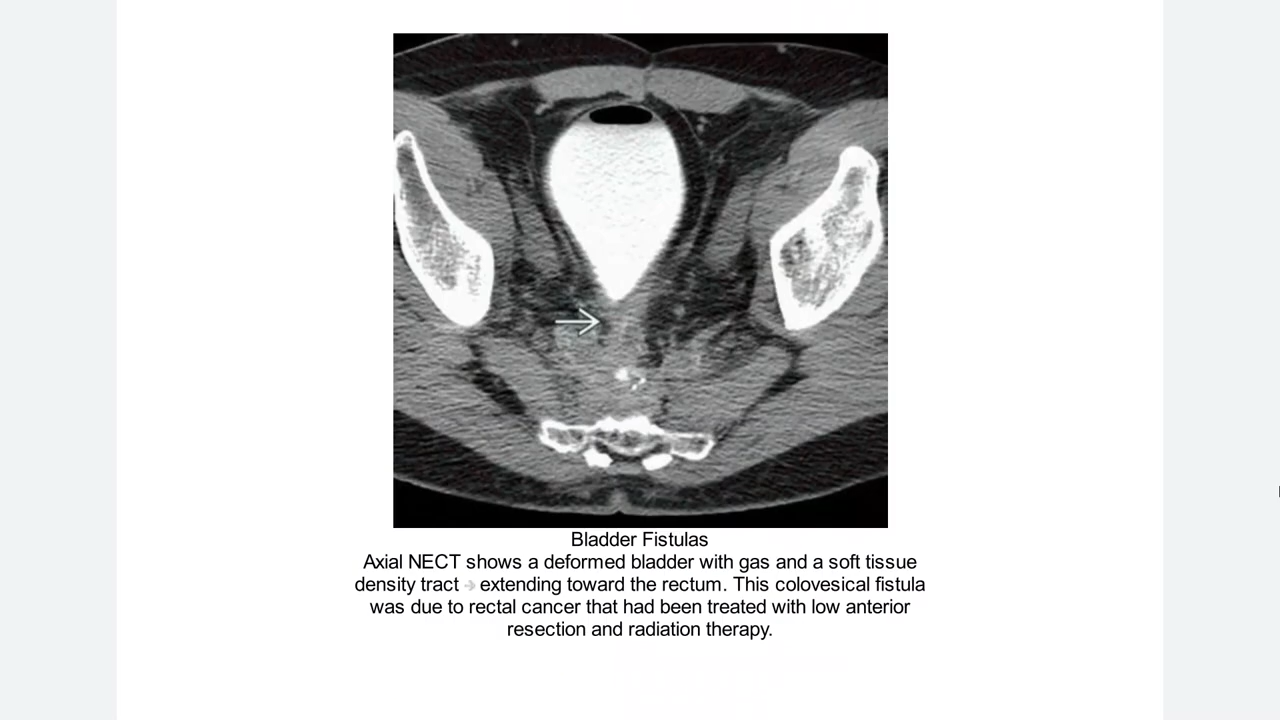 Bladder Fistulas
Axial NECT shows a deformed bladder with gas and a soft tissue
density tract extending toward the rectum. This colovesical fistula
was due to rectal cancer that had been treated with low anterior
resection and radiation therapy.